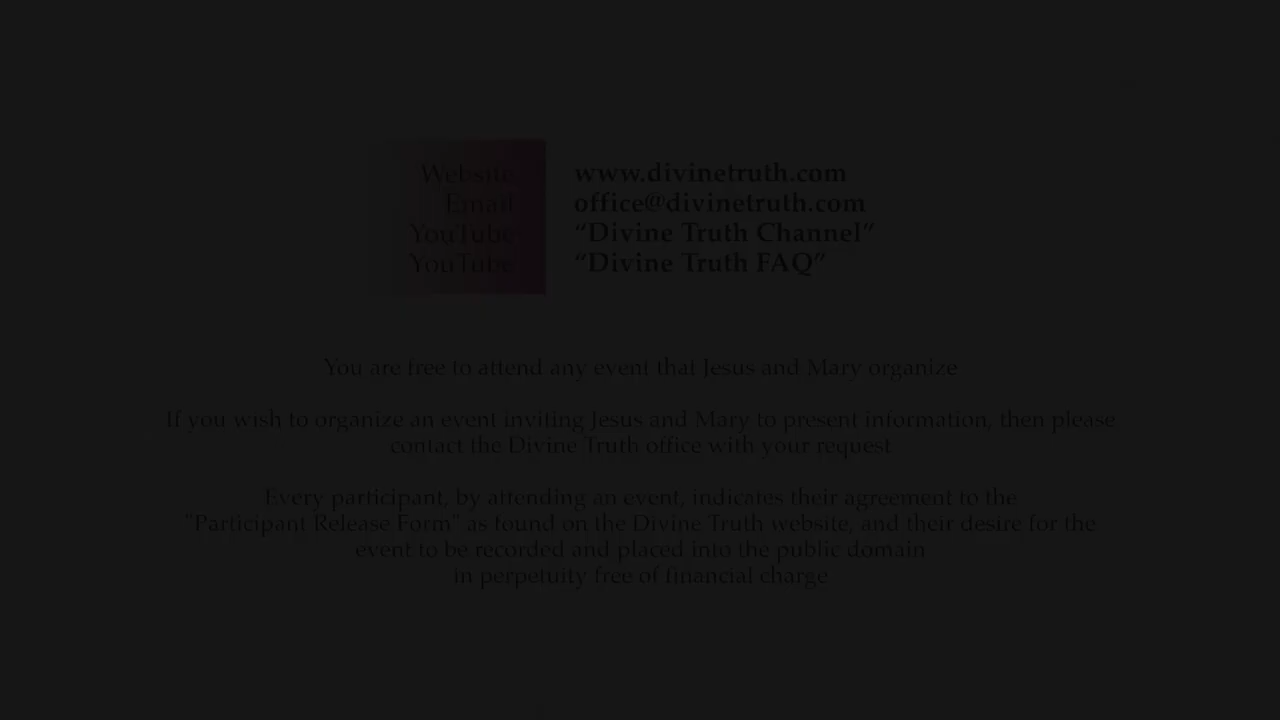 Website www.divinetruth.com
Email office@divinetruth.com
YouTube “Divine Truth Channel”
YouTube “Divine Truth FAQ”
You are free to attend any event that Jesus and Mary organize
If you wish to organize an event inviting Jesus and Mary to present information, then please
contact the Divine Truth office with your request
Every participant, by attending an event, indicates their agreement to the
"Participant Release Form" as found on the Divine Truth website, and their desire for the
event to be recorded and placed into the public domain
in perpetuity free of financial charge